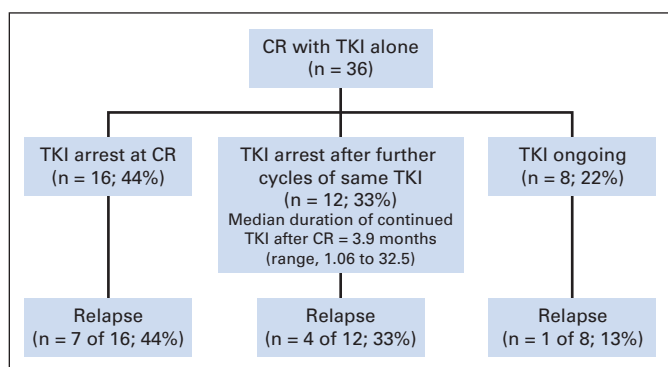 CR with TKI alone
(n = 36)
TKI arrest at CR
(n = 16; 44%)
TKI arrest after further
cycles of same TKI
(n = 12; 33%)
Median duration of continued
TKI after CR = 3.9 months
(range, 1.06 to 32.5)
TKI ongoing
(n = 8; 22%)
Relapse
(n = 7 of 16; 44%)
Relapse
(n = 4 of 12; 33%)
Relapse
(n = 1 of 8; 13%)